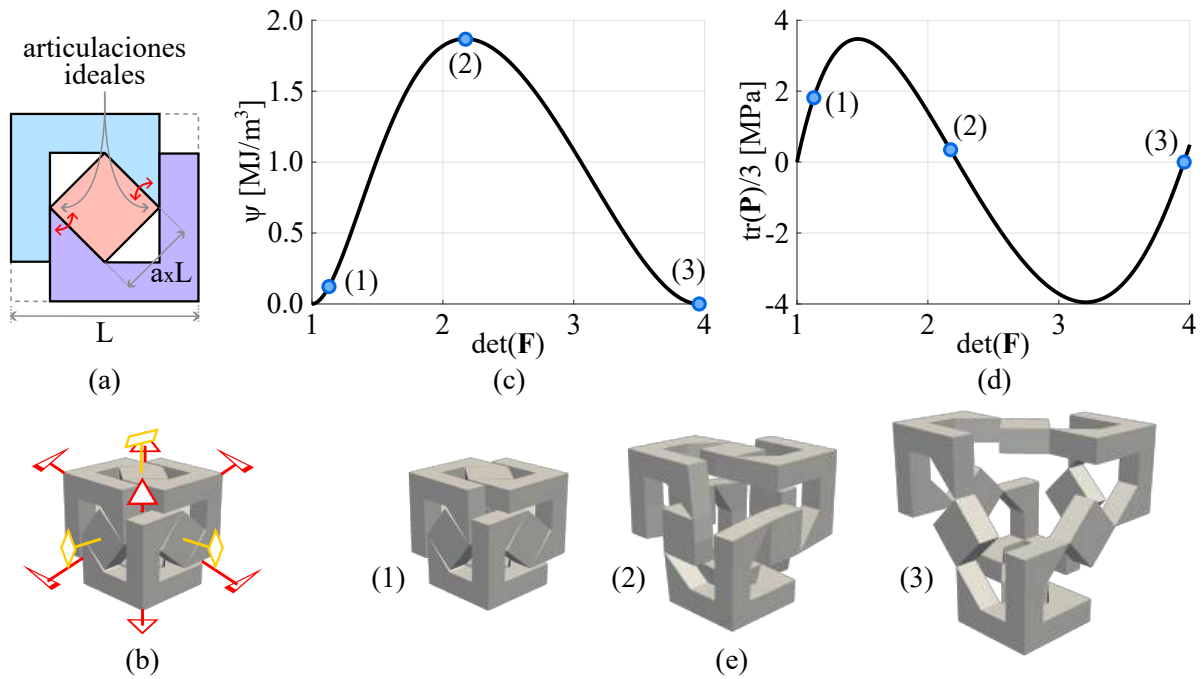 articulaciones
ideales
axL
L
(a)
2.0
1.5
1.0
0.5
0.0
ψ [MJ/m³]
(1)
(2)
(3)
1
2
3
4
det(F)
(c)
4
2
0
-2
-4
tr(P)/3 [MPa]
(1)
(2)
(3)
1
2
3
4
det(F)
(d)
(b)
(1)
(2)
(3)
(e)